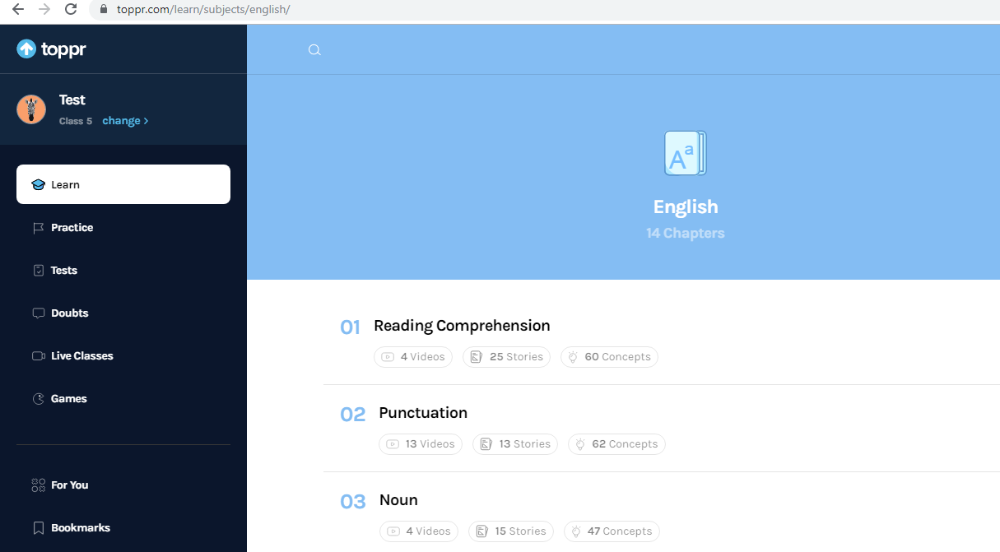 toppr.com/learn/subjects/english/
toppr
Test
Class 5 change >
Learn
Practice
Tests
Doubts
Live Classes
Games
For You
Bookmarks
Aa
English
14 Chapters
01 Reading Comprehension
4 Videos 25 Stories 60 Concepts
02 Punctuation
13 Videos 13 Stories 62 Concepts
03 Noun
4 Videos 15 Stories 47 Concepts